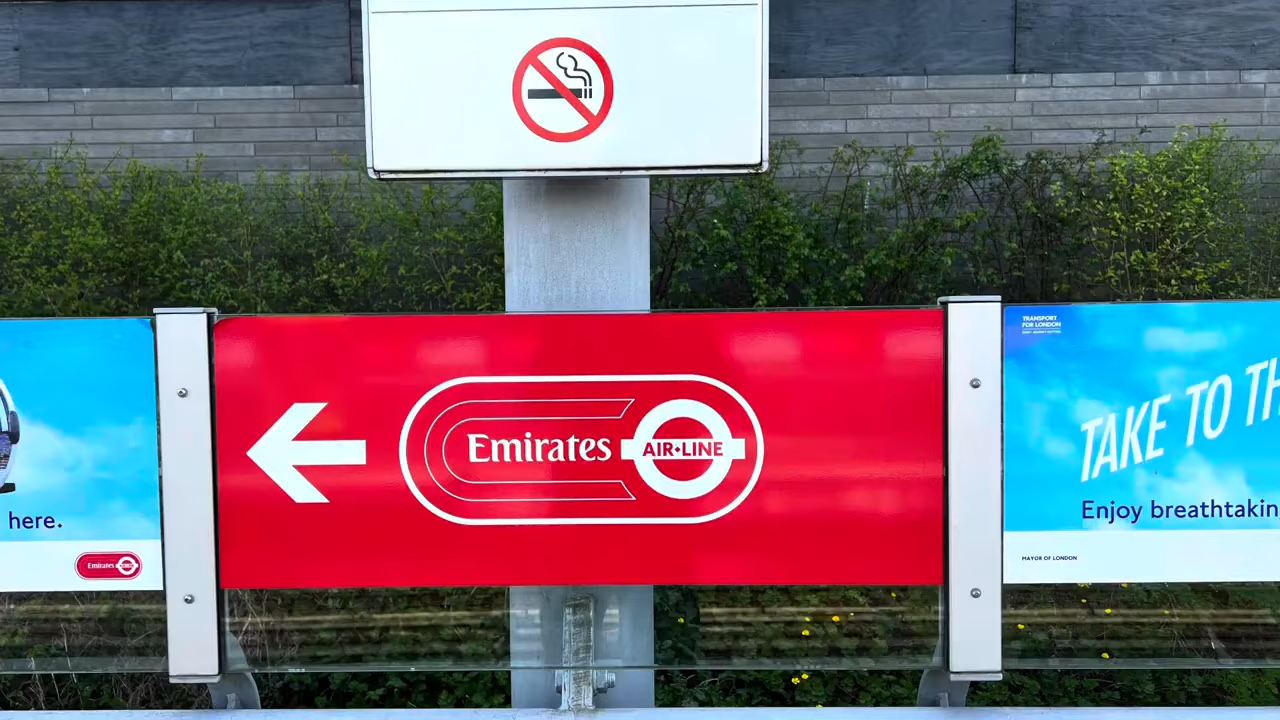 here.
Emirates
Emirates
AIR•LINE
TRANSPORT
FOR LONDON
TAKE TO TH
Enjoy breathtakin
MAYOR OF LONDON